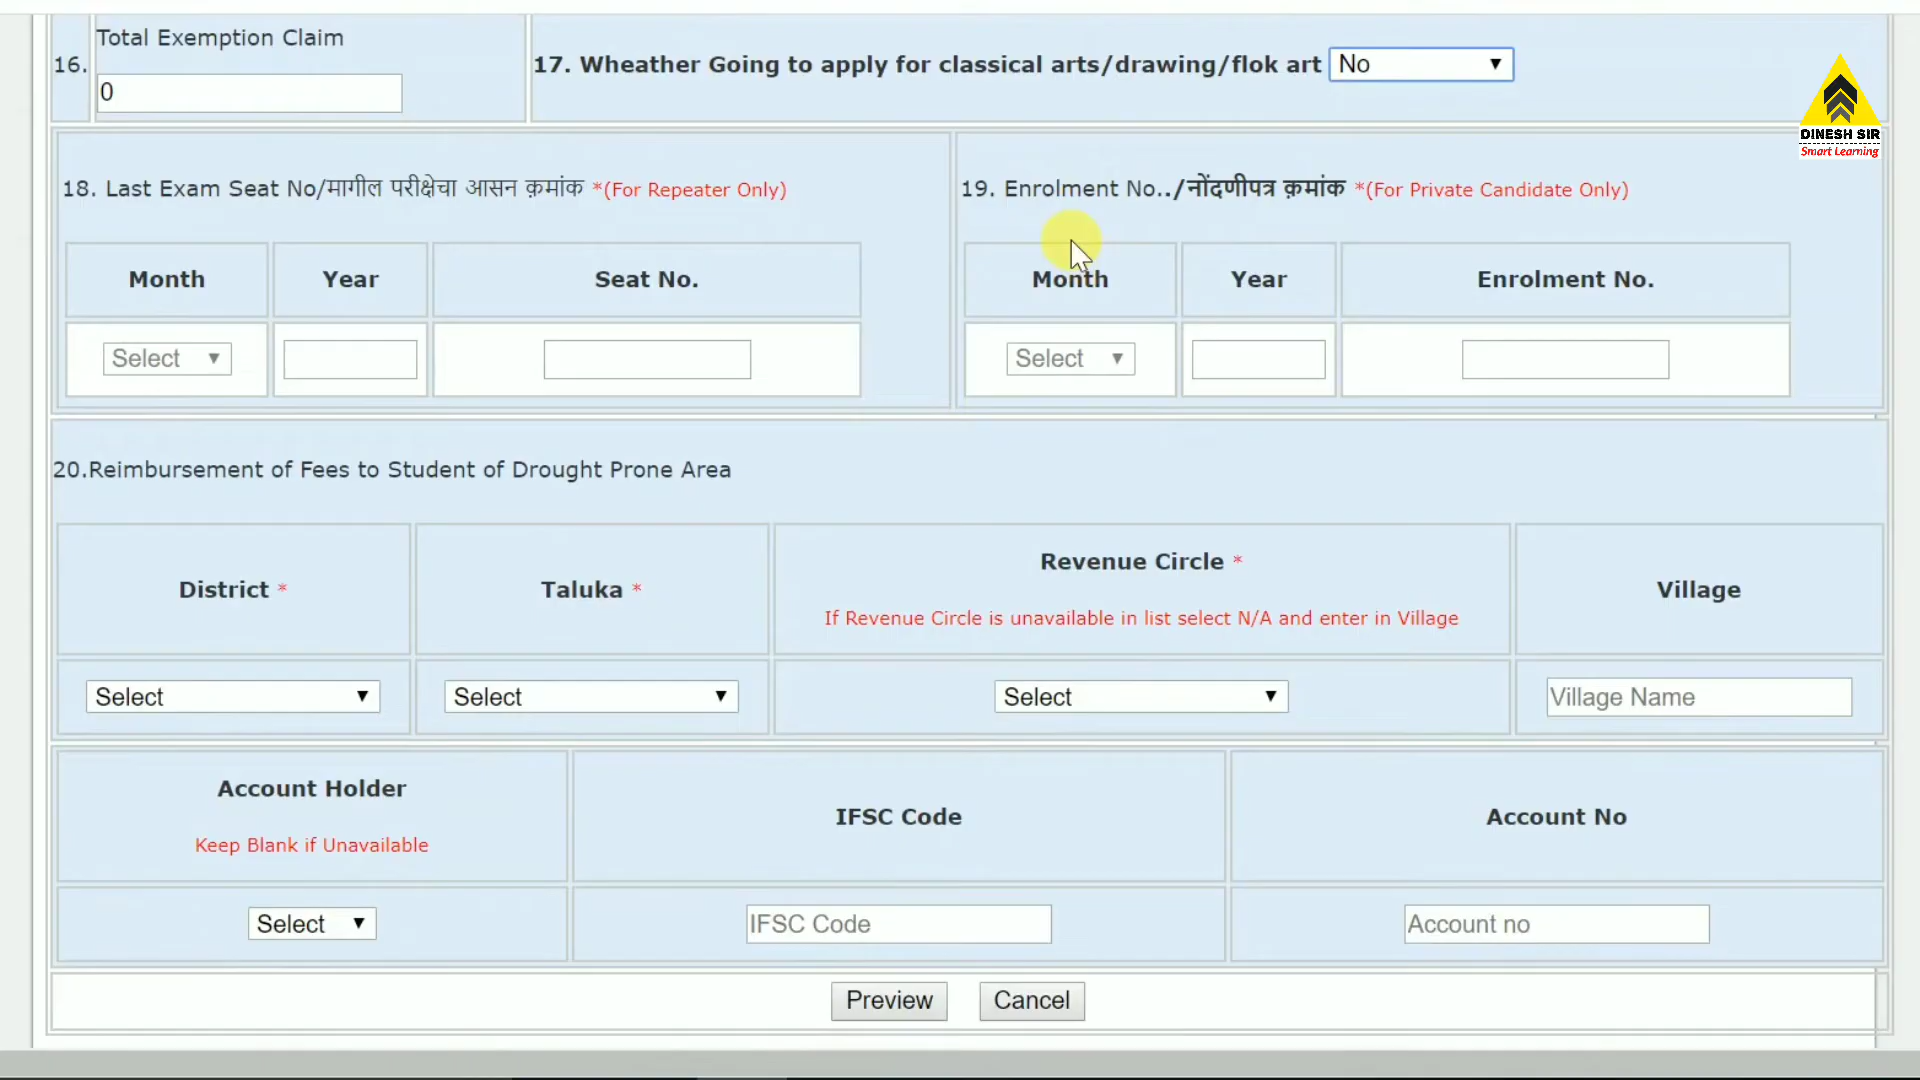 Total Exemption Claim
16.
0
17. Wheather Going to apply for classical arts/drawing/flok art No
DINESH SIR
Smart Learning
18. Last Exam Seat No/मागील परीक्षेचा आसन क़मांक *(For Repeater Only)
19. Enrolment No../नोंदणीपत्र क़मांक *(For Private Candidate Only)
Month Year Seat No.
Month Year Enrolment No.
Select
Select
20.Reimbursement of Fees to Student of Drought Prone Area
District * Taluka * Revenue Circle * Village
If Revenue Circle is unavailable in list select N/A and enter in Village
Select Select Select Village Name
Account Holder IFSC Code Account No
Keep Blank if Unavailable
Select IFSC Code Account no
Preview Cancel